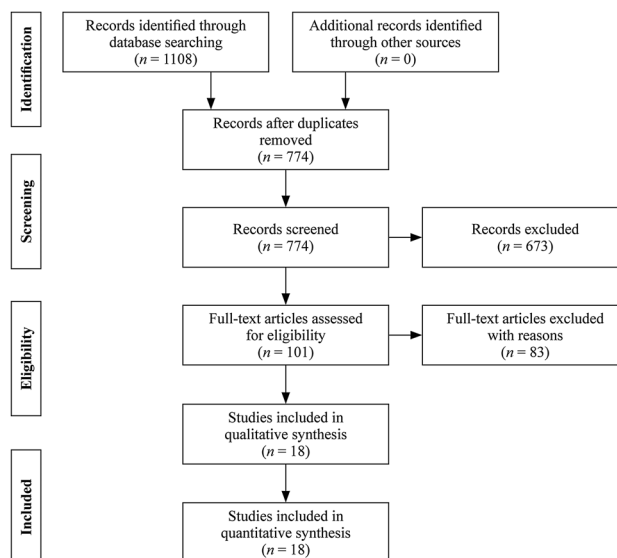 Identification
Records identified through
database searching
(n = 1108)
Additional records identified
through other sources
(n = 0)
Records after duplicates
removed
(n = 774)
Screening
Records screened
(n = 774)
Records excluded
(n = 673)
Eligibility
Full-text articles assessed
for eligibility
(n = 101)
Full-text articles excluded
with reasons
(n = 83)
Studies included in
qualitative synthesis
(n = 18)
Included
Studies included in
quantitative synthesis
(n = 18)